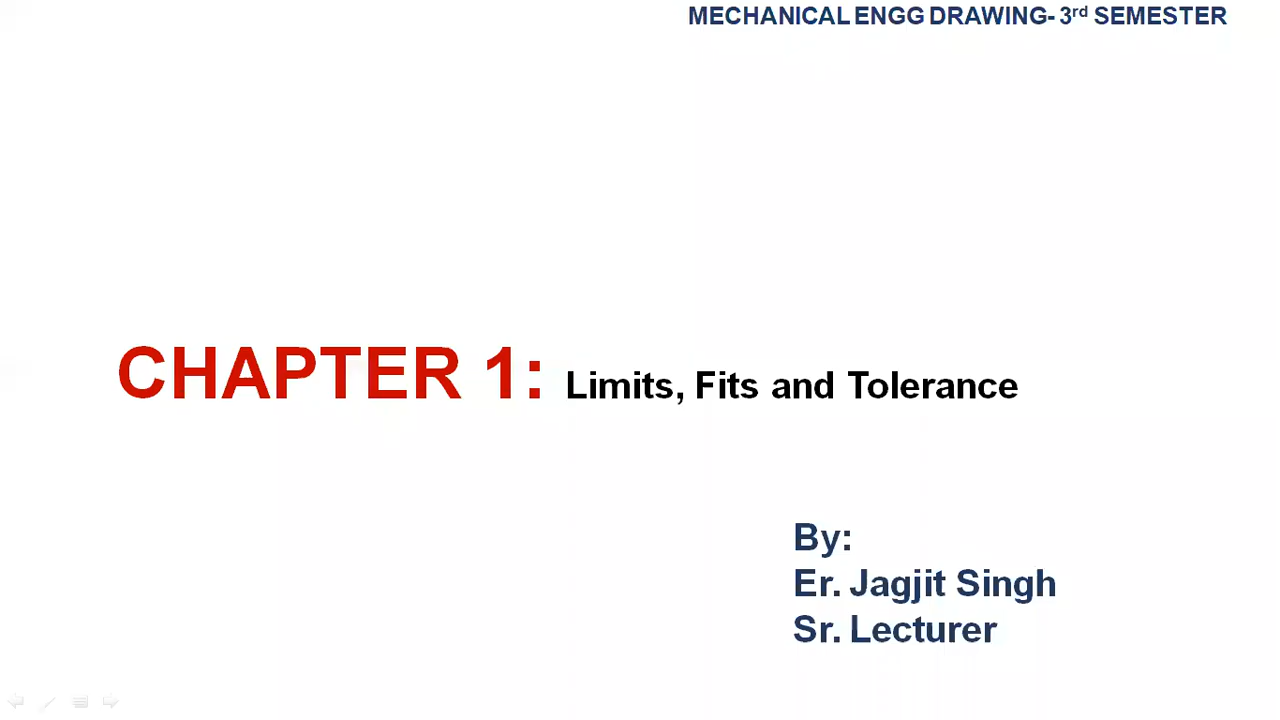 MECHANICAL ENGG DRAWING- 3rd SEMESTER
CHAPTER 1: Limits, Fits and Tolerance
By:
Er. Jagjit Singh
Sr. Lecturer